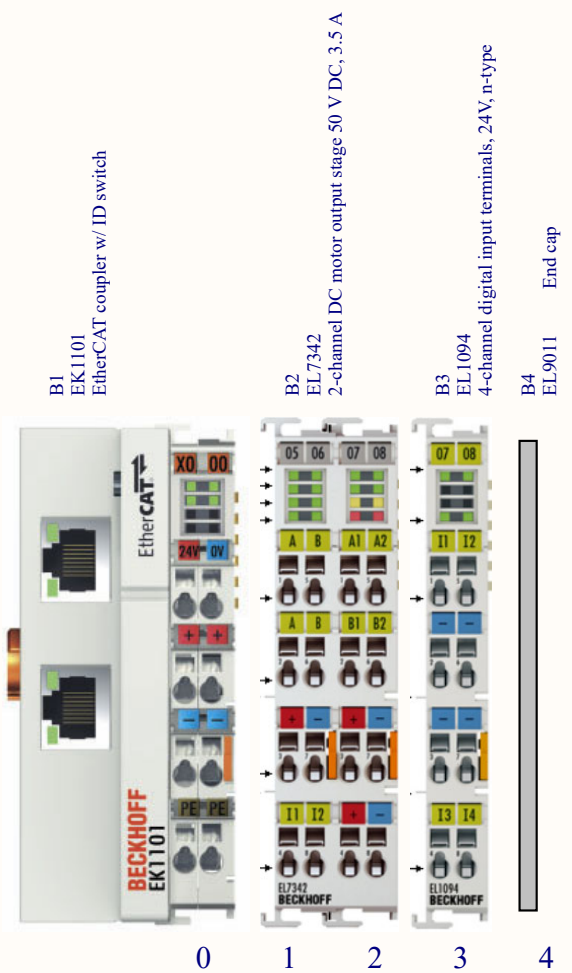 B1
EK1101
EtherCAT coupler w/ ID switch
B2
EL7342
2-channel DC motor output stage 50 V DC, 3.5 A
B3
EL1094
4-channel digital input terminals, 24V, n-type
B4
EL9011 End cap
EtherCAT
BECKHOFF
EK1101
X0 00
24V 0V
+ +
− −
PE PE
05 06 07 08
A B A1 A2
A B B1 B2
+ − + −
I1 I2 + −
EL7342
BECKHOFF
07 08
I1 I2
− −
− −
I3 I4
EL1094
BECKHOFF
0 1 2 3 4